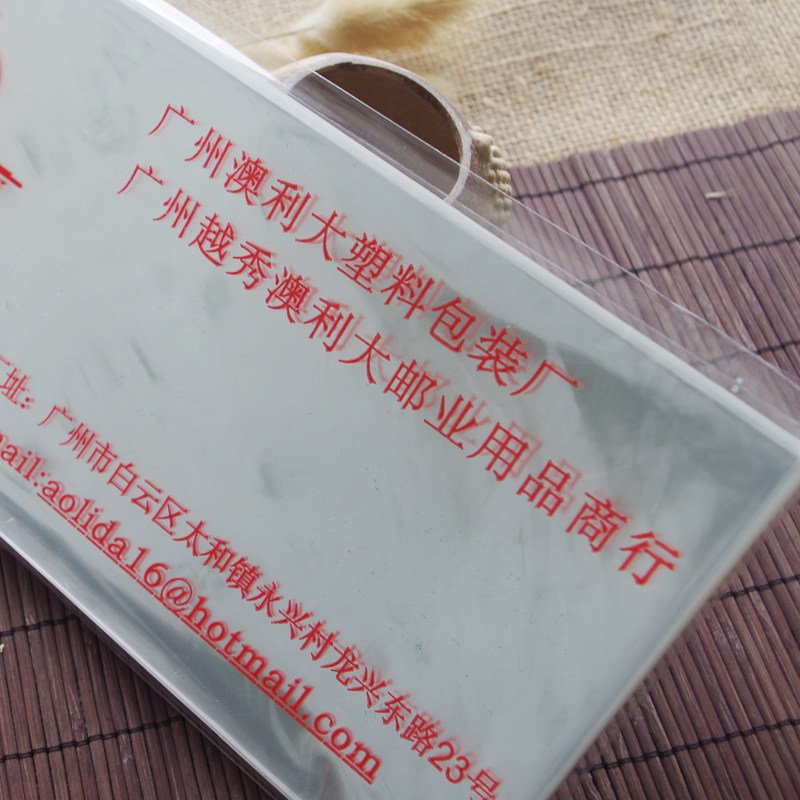 广州澳利大塑料包装厂
广州越秀澳利大邮业用品商行
址：广州市白云区太和镇永兴村龙兴东路23号
mail:aolida16@hotmail.com